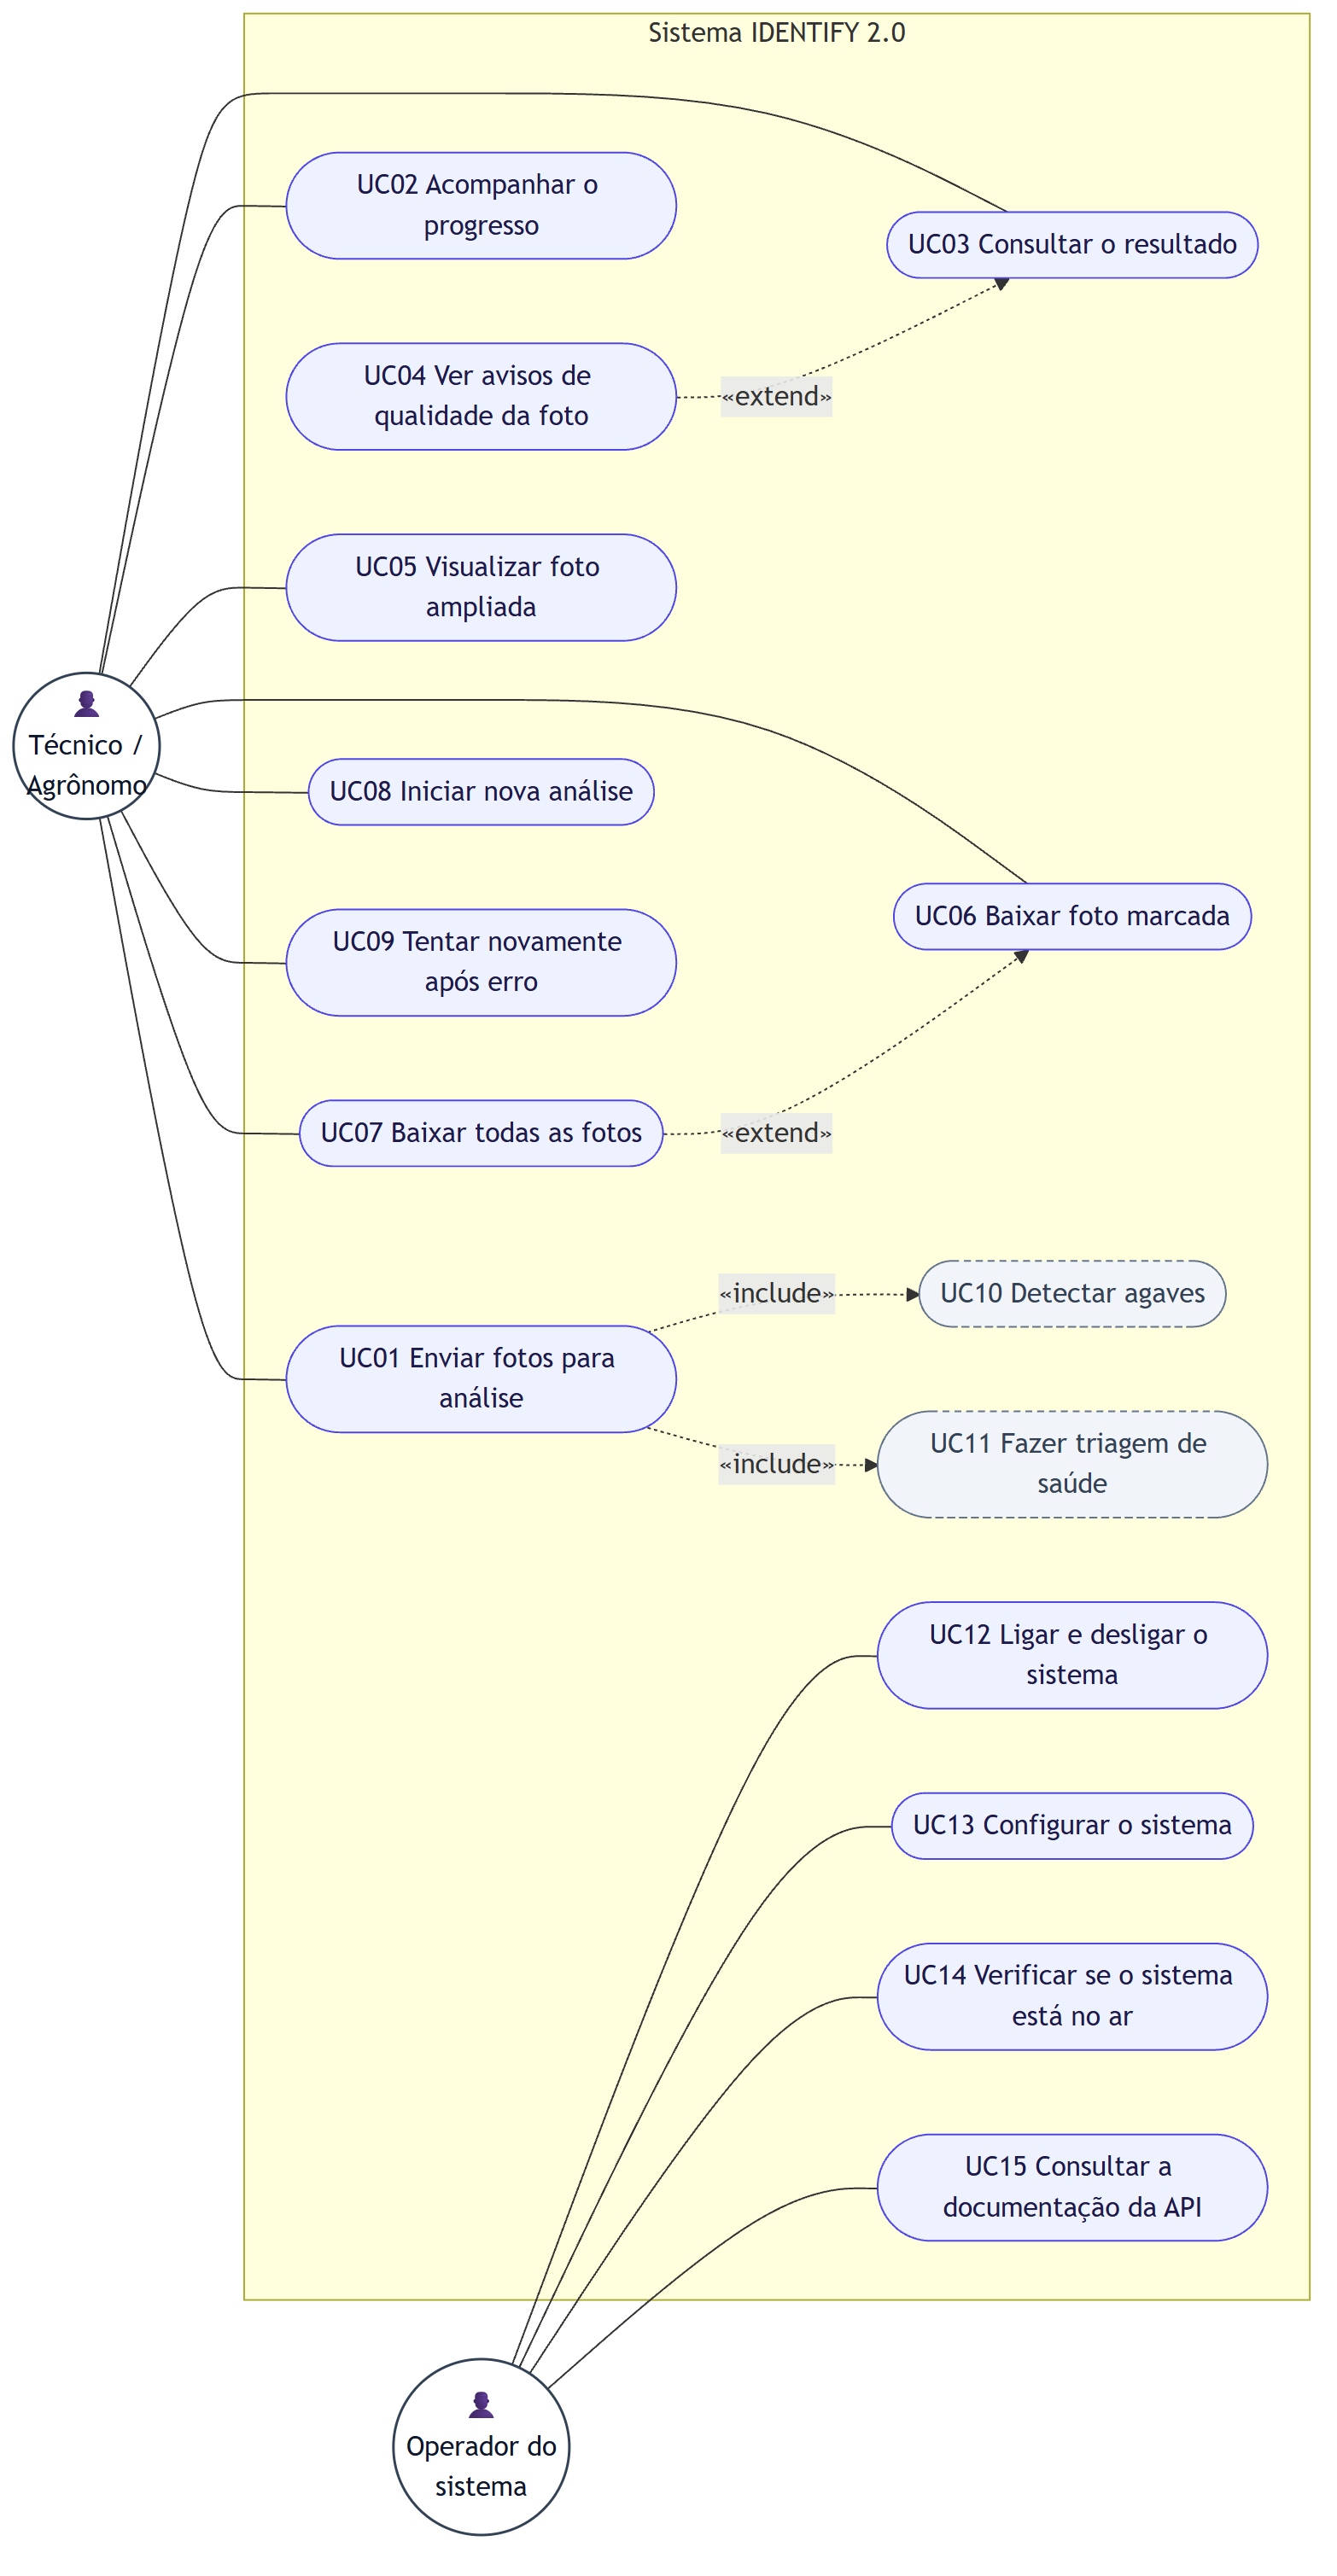 Sistema IDENTIFY 2.0
UC02 Acompanhar o
progresso
UC03 Consultar o resultado
UC04 Ver avisos de
qualidade da foto
«extend»
UC05 Visualizar foto
ampliada
Técnico /
Agrônomo
UC08 Iniciar nova análise
UC06 Baixar foto marcada
UC09 Tentar novamente
após erro
UC07 Baixar todas as fotos
«extend»
«include»
UC10 Detectar agaves
UC01 Enviar fotos para
análise
«include»
UC11 Fazer triagem de
saúde
UC12 Ligar e desligar o
sistema
UC13 Configurar o sistema
UC14 Verificar se o sistema
está no ar
UC15 Consultar a
documentação da API
Operador do
sistema